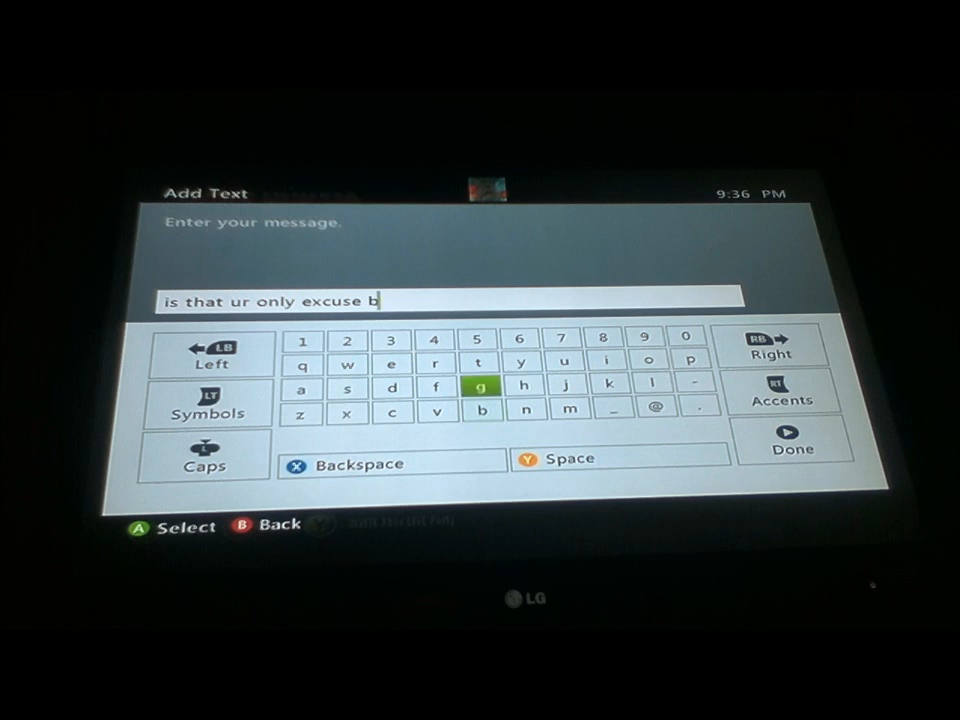 Add Text
9:36 PM
Enter your message.
is that ur only excuse b
LB
Left
1 2 3 4 5 6 7 8 9 0
RB
Right
q w e r t y u i o p
LT
Symbols
a s d f g h j k l -
RT
Accents
z x c v b n m _ @ .
L
Caps
X Backspace
Y Space
Done
A Select B Back Y
LG